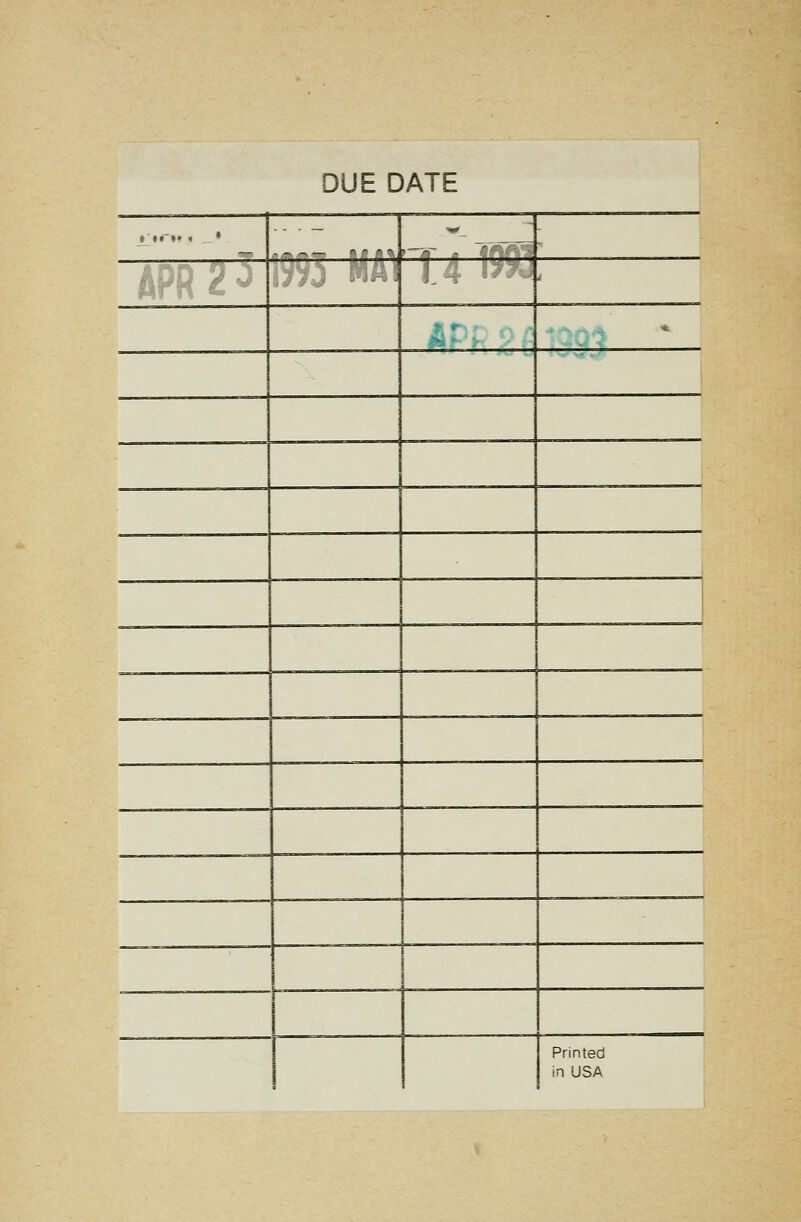 DUE DATE
APR 23 1993 MAY 14 1993
APR 26 1993
Printed
in USA